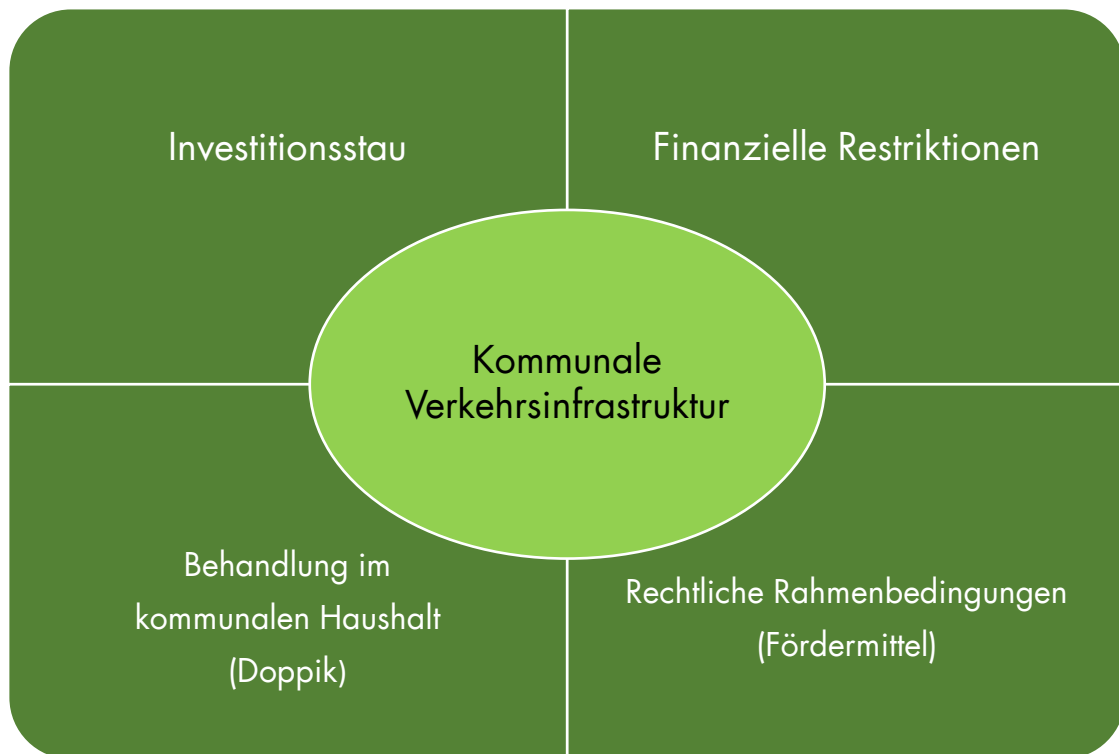 Investitionsstau
Finanzielle Restriktionen
Kommunale
Verkehrsinfrastruktur
Behandlung im
kommunalen Haushalt
(Doppik)
Rechtliche Rahmenbedingungen
(Fördermittel)